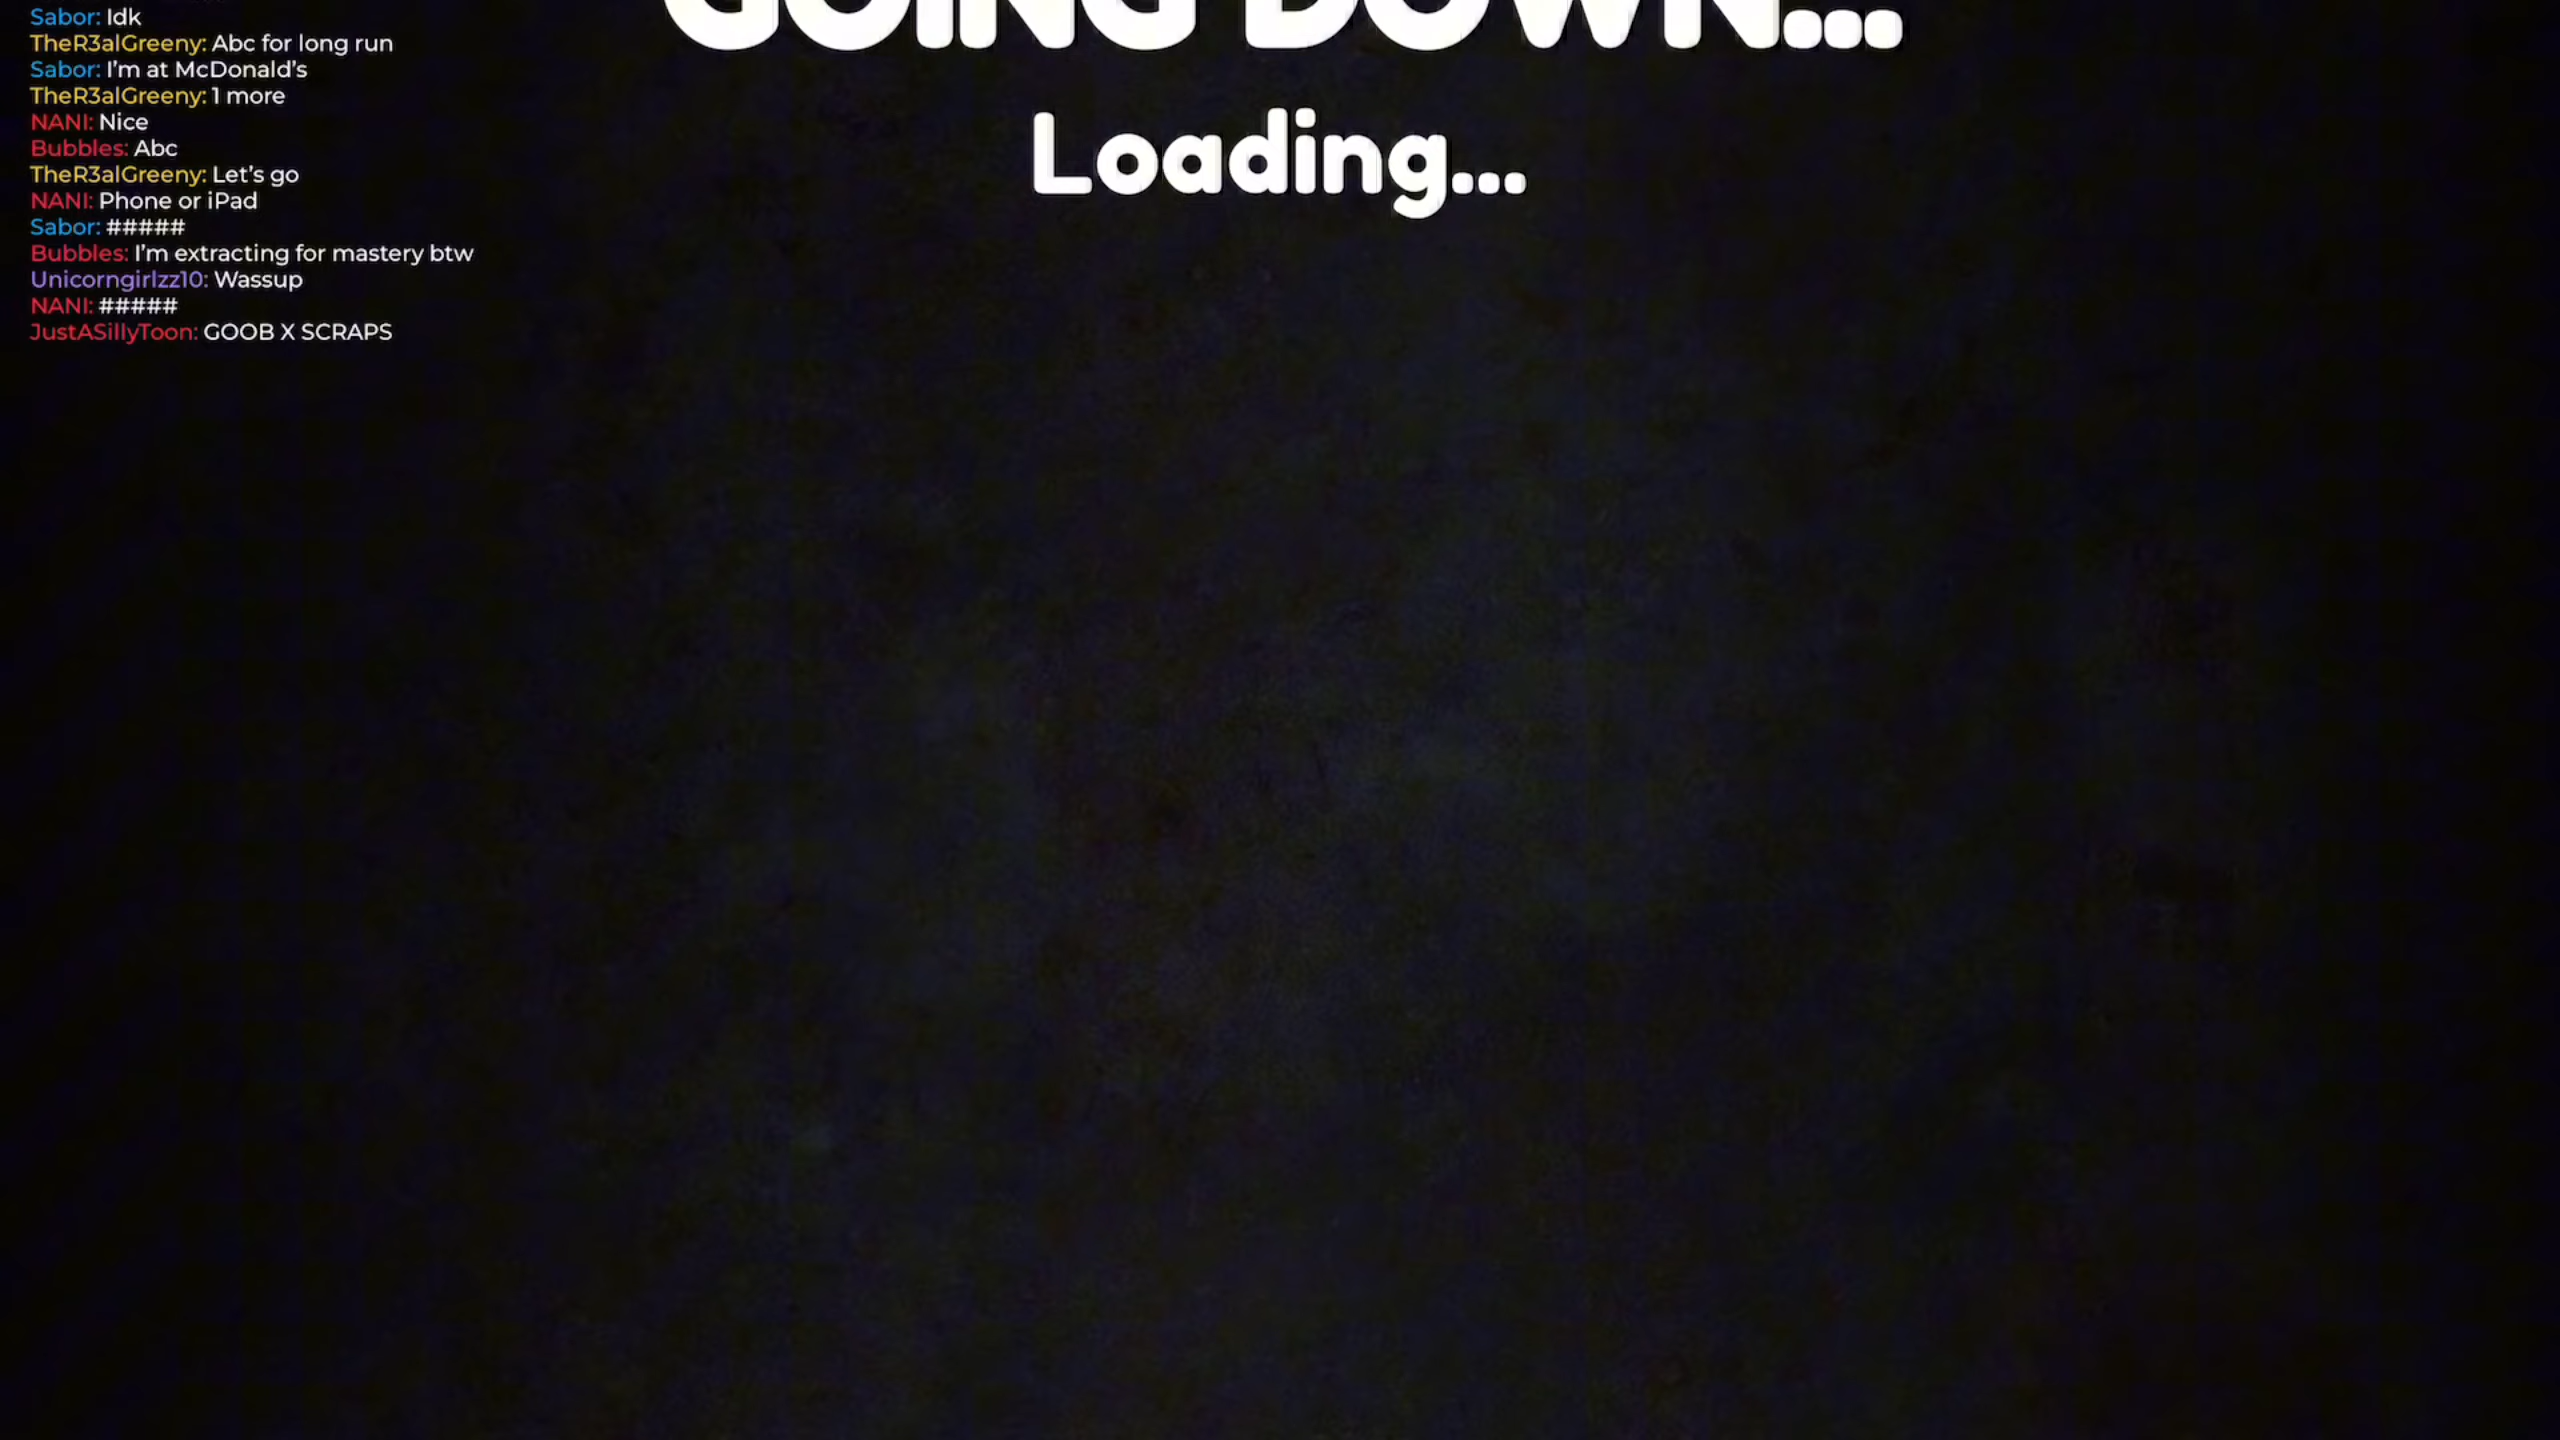 Sabor: Idk
TheR3alGreeny: Abc for long run
Sabor: I'm at McDonald's
TheR3alGreeny: 1 more
NANI: Nice
Bubbles: Abc
TheR3alGreeny: Let's go
NANI: Phone or iPad
Sabor: #####
Bubbles: I'm extracting for mastery btw
Unicorngirlzz10: Wassup
NANI: #####
JustASillyToon: GOOB X SCRAPS
GOING DOWN...
Loading...